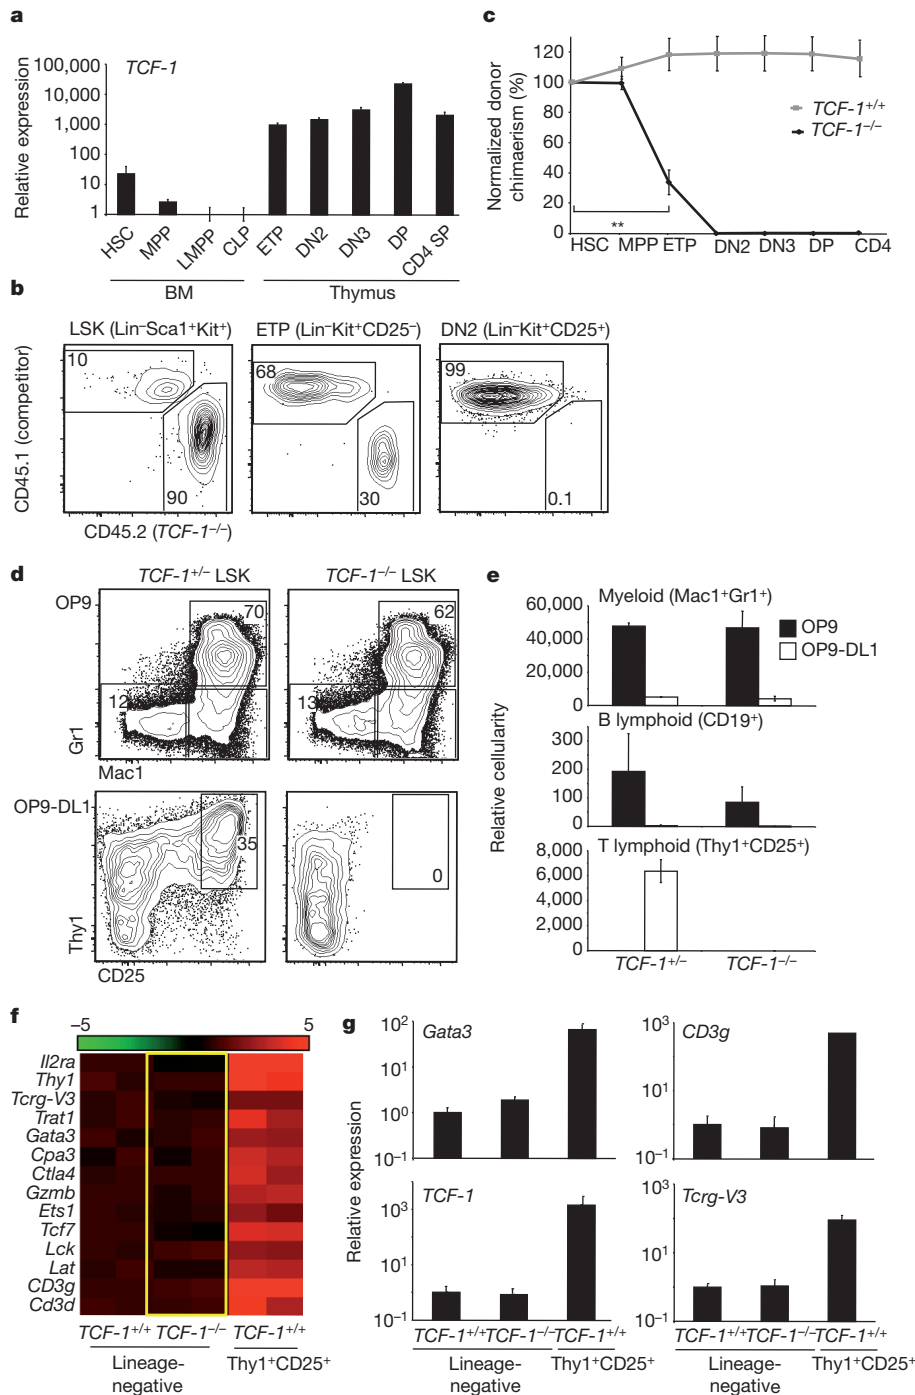 a
TCF-1
Relative expression
100,000
10,000
1,000
100
10
1
HSC
MPP
LMPP
CLP
ETP
DN2
DN3
DP
CD4 SP
BM
Thymus
c
Normalized donor
chimaerism (%)
120
100
80
60
40
20
0
TCF-1+/+
TCF-1−/−
**
HSC MPP ETP DN2 DN3 DP CD4
b
LSK (Lin−Sca1+Kit+)
ETP (Lin−Kit+CD25−)
DN2 (Lin−Kit+CD25+)
CD45.1 (competitor)
10
90
68
30
99
0.1
CD45.2 (TCF-1−/−)
d
TCF-1+/− LSK
TCF-1−/− LSK
OP9
70
12
62
13
Gr1
Mac1
OP9-DL1
35
0
Thy1
CD25
e
Relative cellularity
Myeloid (Mac1+Gr1+)
60,000
40,000
20,000
0
OP9
OP9-DL1
B lymphoid (CD19+)
300
200
100
0
T lymphoid (Thy1+CD25+)
8,000
6,000
4,000
2,000
0
TCF-1+/−
TCF-1−/−
f
−5
5
Il2ra
Thy1
Tcrg-V3
Trat1
Gata3
Cpa3
Ctla4
Gzmb
Ets1
Tcf7
Lck
Lat
CD3g
Cd3d
TCF-1+/+ TCF-1−/− TCF-1+/+
Lineage-
negative
Thy1+CD25+
g
Relative expression
Gata3
10²
10¹
10⁰
10−1
CD3g
10³
10¹
10−1
TCF-1
10³
10¹
10−1
Tcrg-V3
10³
10¹
10−1
TCF-1+/+ TCF-1−/− TCF-1+/+
Lineage-
negative
Thy1+CD25+
TCF-1+/+ TCF-1−/− TCF-1+/+
Lineage-
negative
Thy1+CD25+